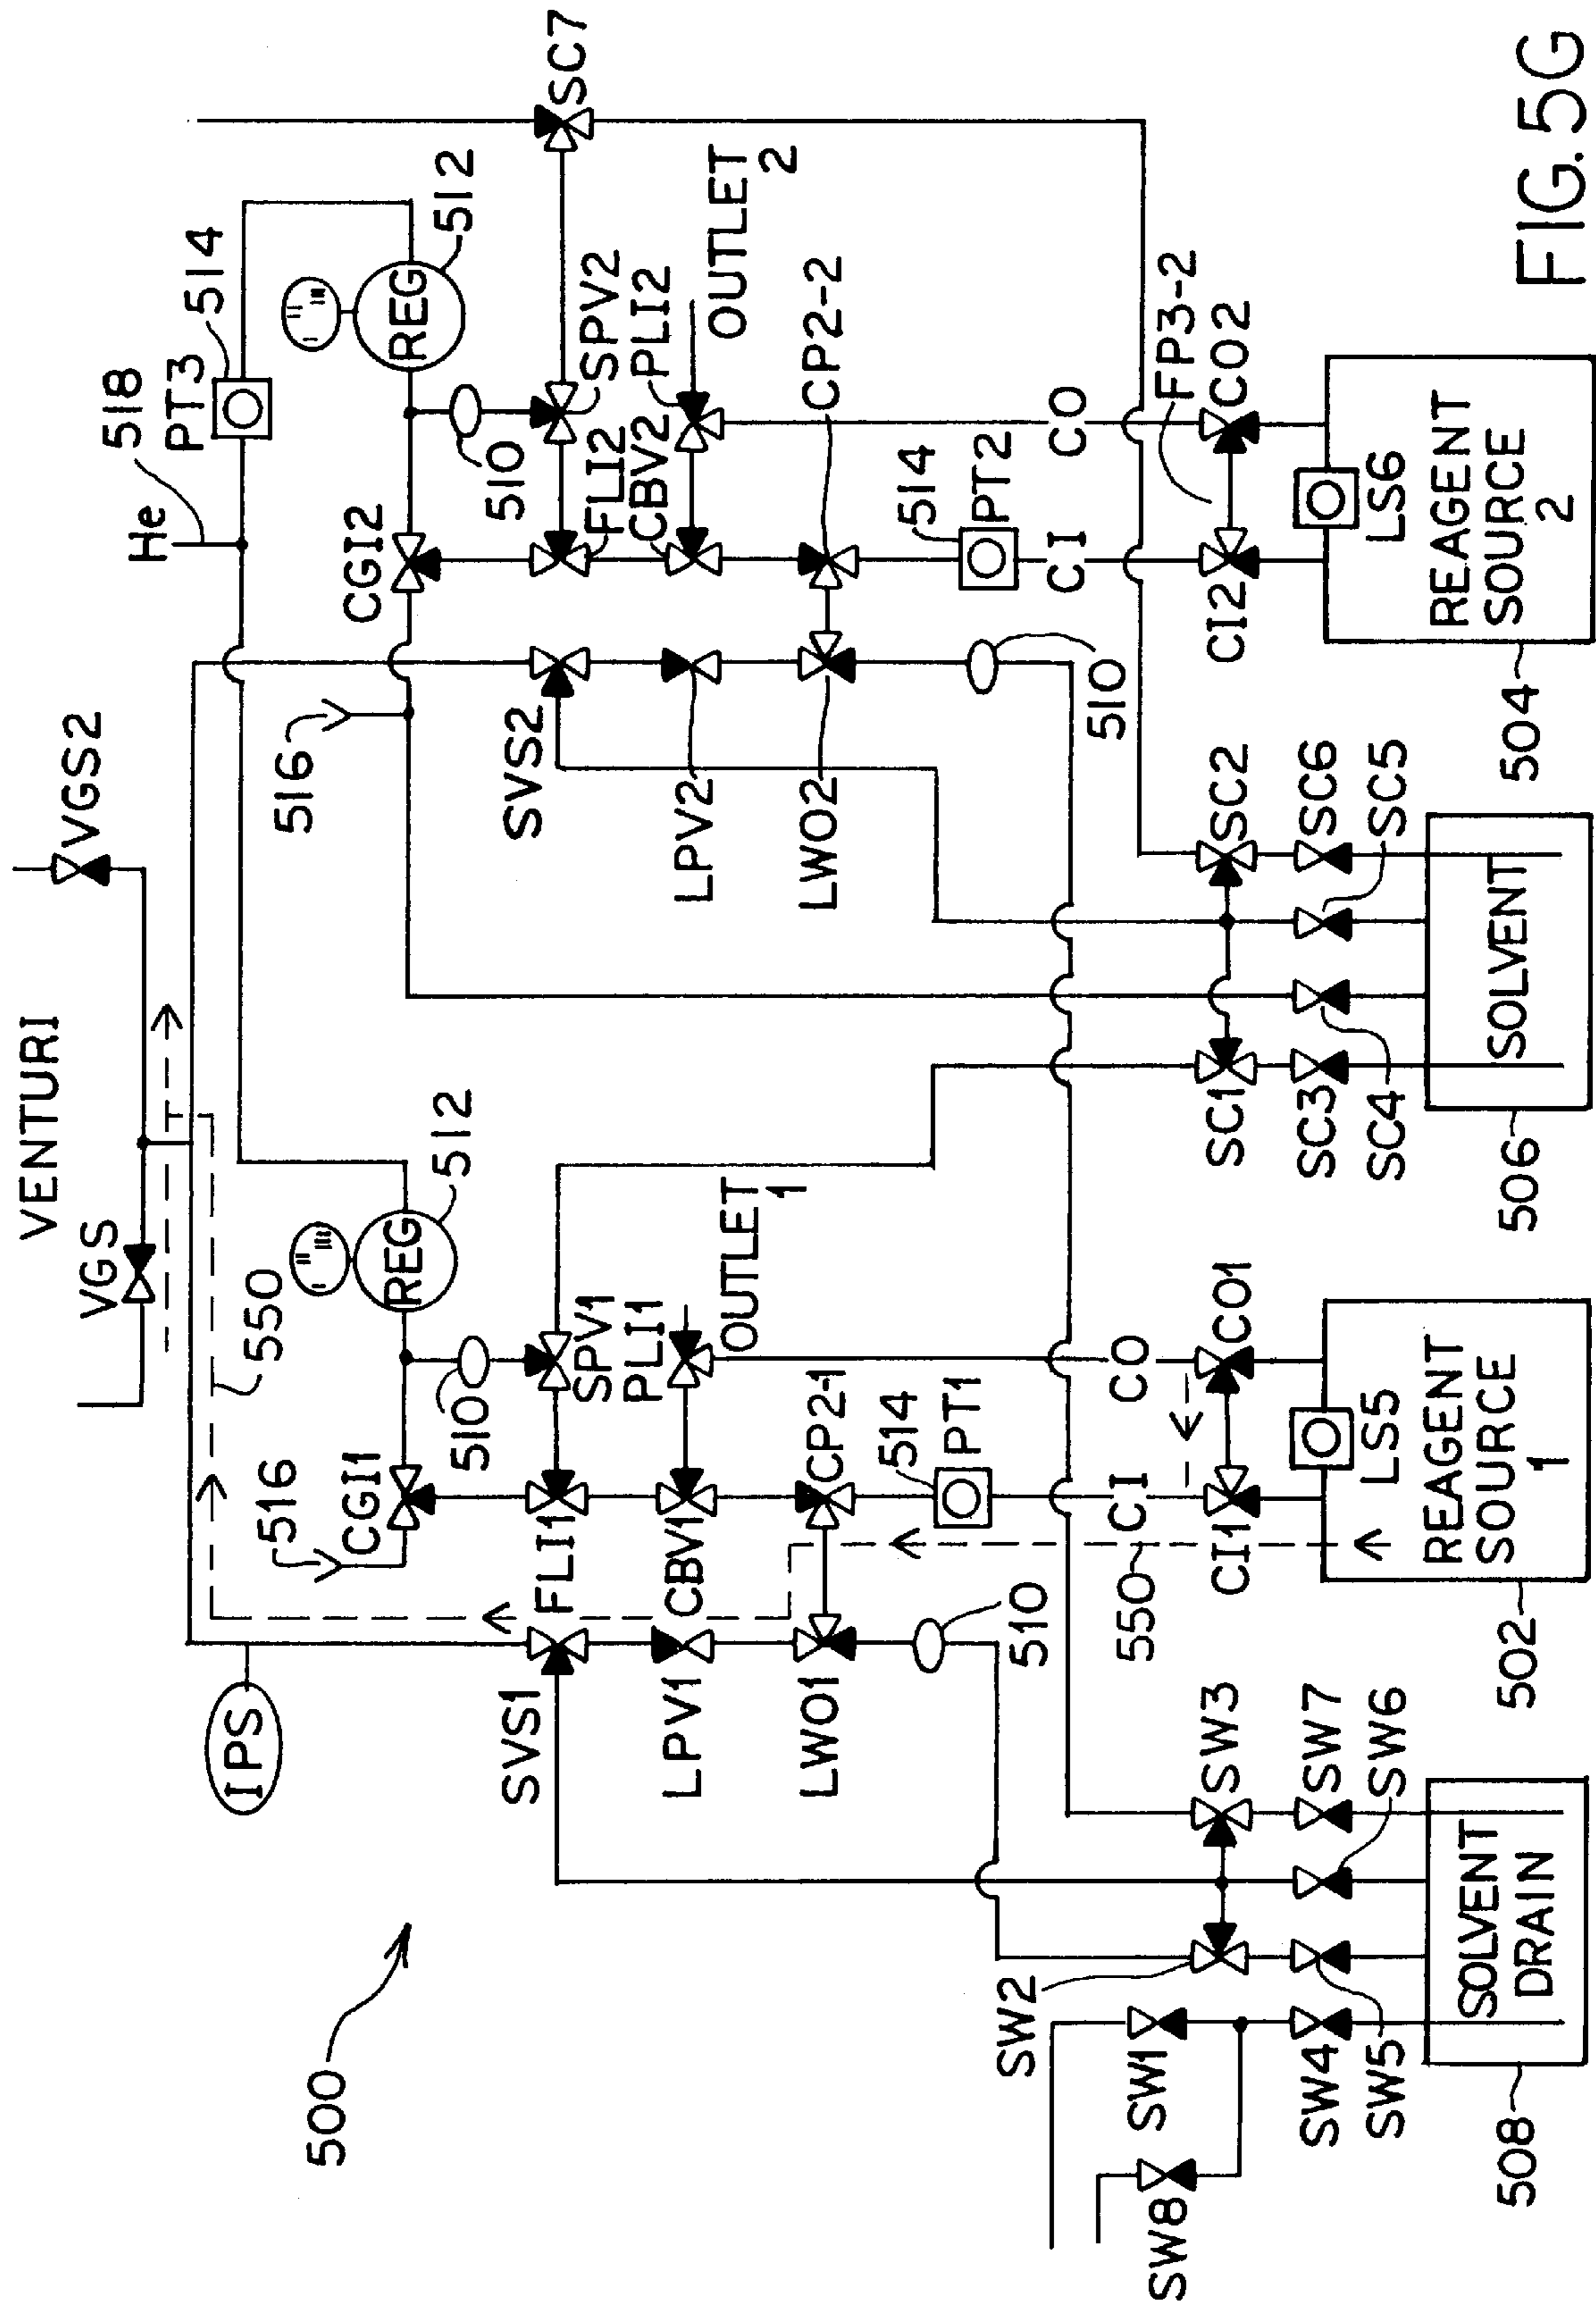 500
IPS
VENTURI
VGS
VGS2
550
516
CGI1
REG
512
510
SVS1
FLI1
SPV1
PLI1
OUTLET
1
LPV1
CBV1
LWO1
CP2-1
514
PT1
510
550
CI
CO
CI1
CO1
LS5
REAGENT
SOURCE
1
502
SW8
SW1
SW2
SW3
SW4
SW5
SW7
SW6
SOLVENT
DRAIN
508
He
518
PT3
514
516
CGI2
REG
512
510
SC7
SVS2
FLI2
SPV2
PLI2
CBV2
OUTLET
2
LPV2
LWO2
CP2-2
514
PT2
510
CI
CO
FP3-2
CI2
CO2
LS6
REAGENT
SOURCE
2
504
SC1
SC2
SC3
SC4
SC6
SC5
SOLVENT
506
FIG.5G